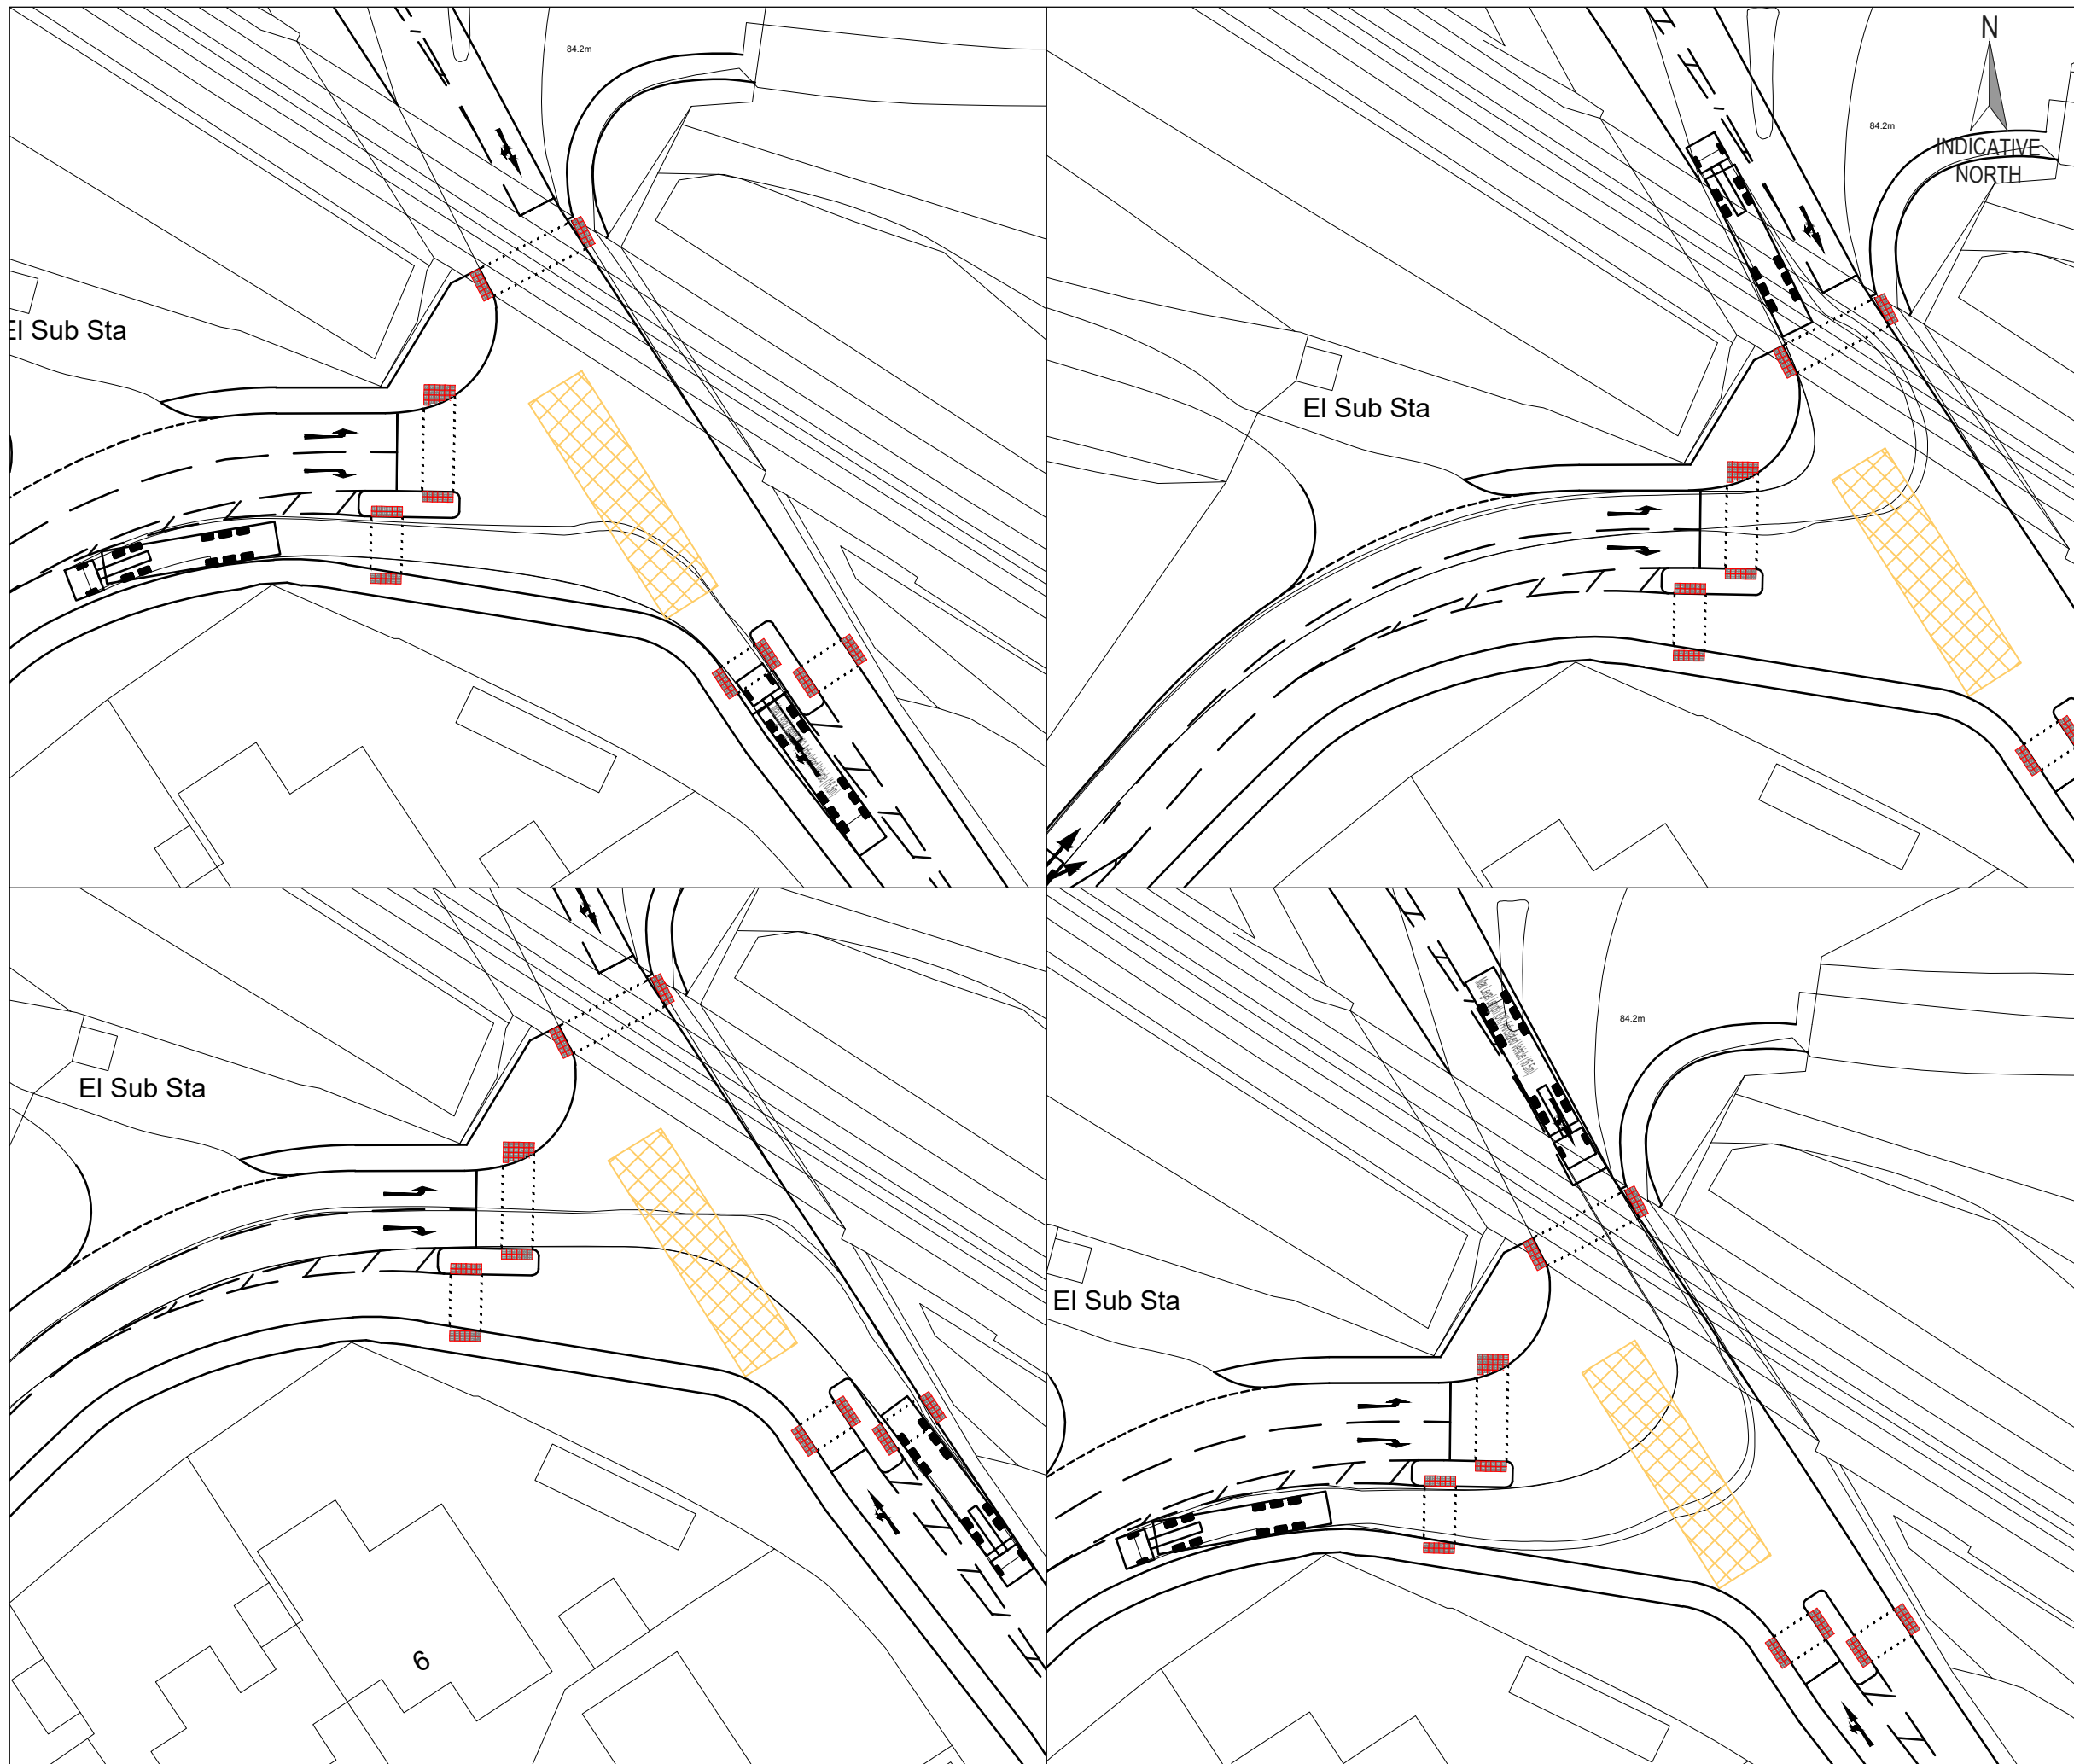 84.2m
El Sub Sta
N
84.2m
INDICATIVE
NORTH
El Sub Sta
El Sub Sta
6
84.2m
El Sub Sta